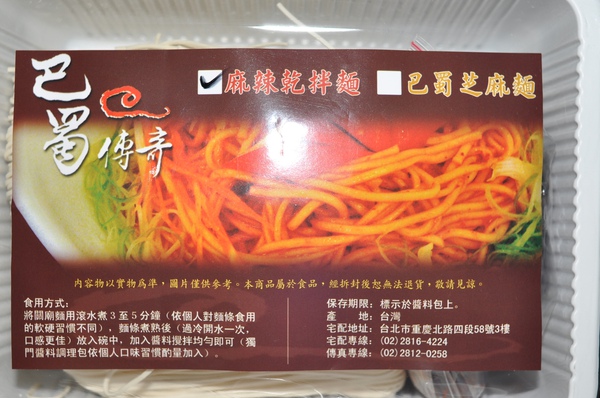 巴蜀傳奇
麻辣乾拌麵
巴蜀芝麻麵
內容物以實物為準，圖片僅供參考。本商品屬於食品，經拆封後恕無法退貨，敬請見諒。
食用方式：
將關廟麵用滾水煮3至5分鐘（依個人對麵條食用
的軟硬習慣不同），麵條煮熟後（過冷開水一次，
口感更佳）放入碗中，加入醬料攪拌均勻即可（獨
門醬料調理包依個人口味習慣酌量加入）。
保存期限：標示於醬料包上。
產　　地：台灣
宅配地址：台北市重慶北路四段58號3樓
宅配專線：(02) 2816-4224
傳真專線：(02) 2812-0258